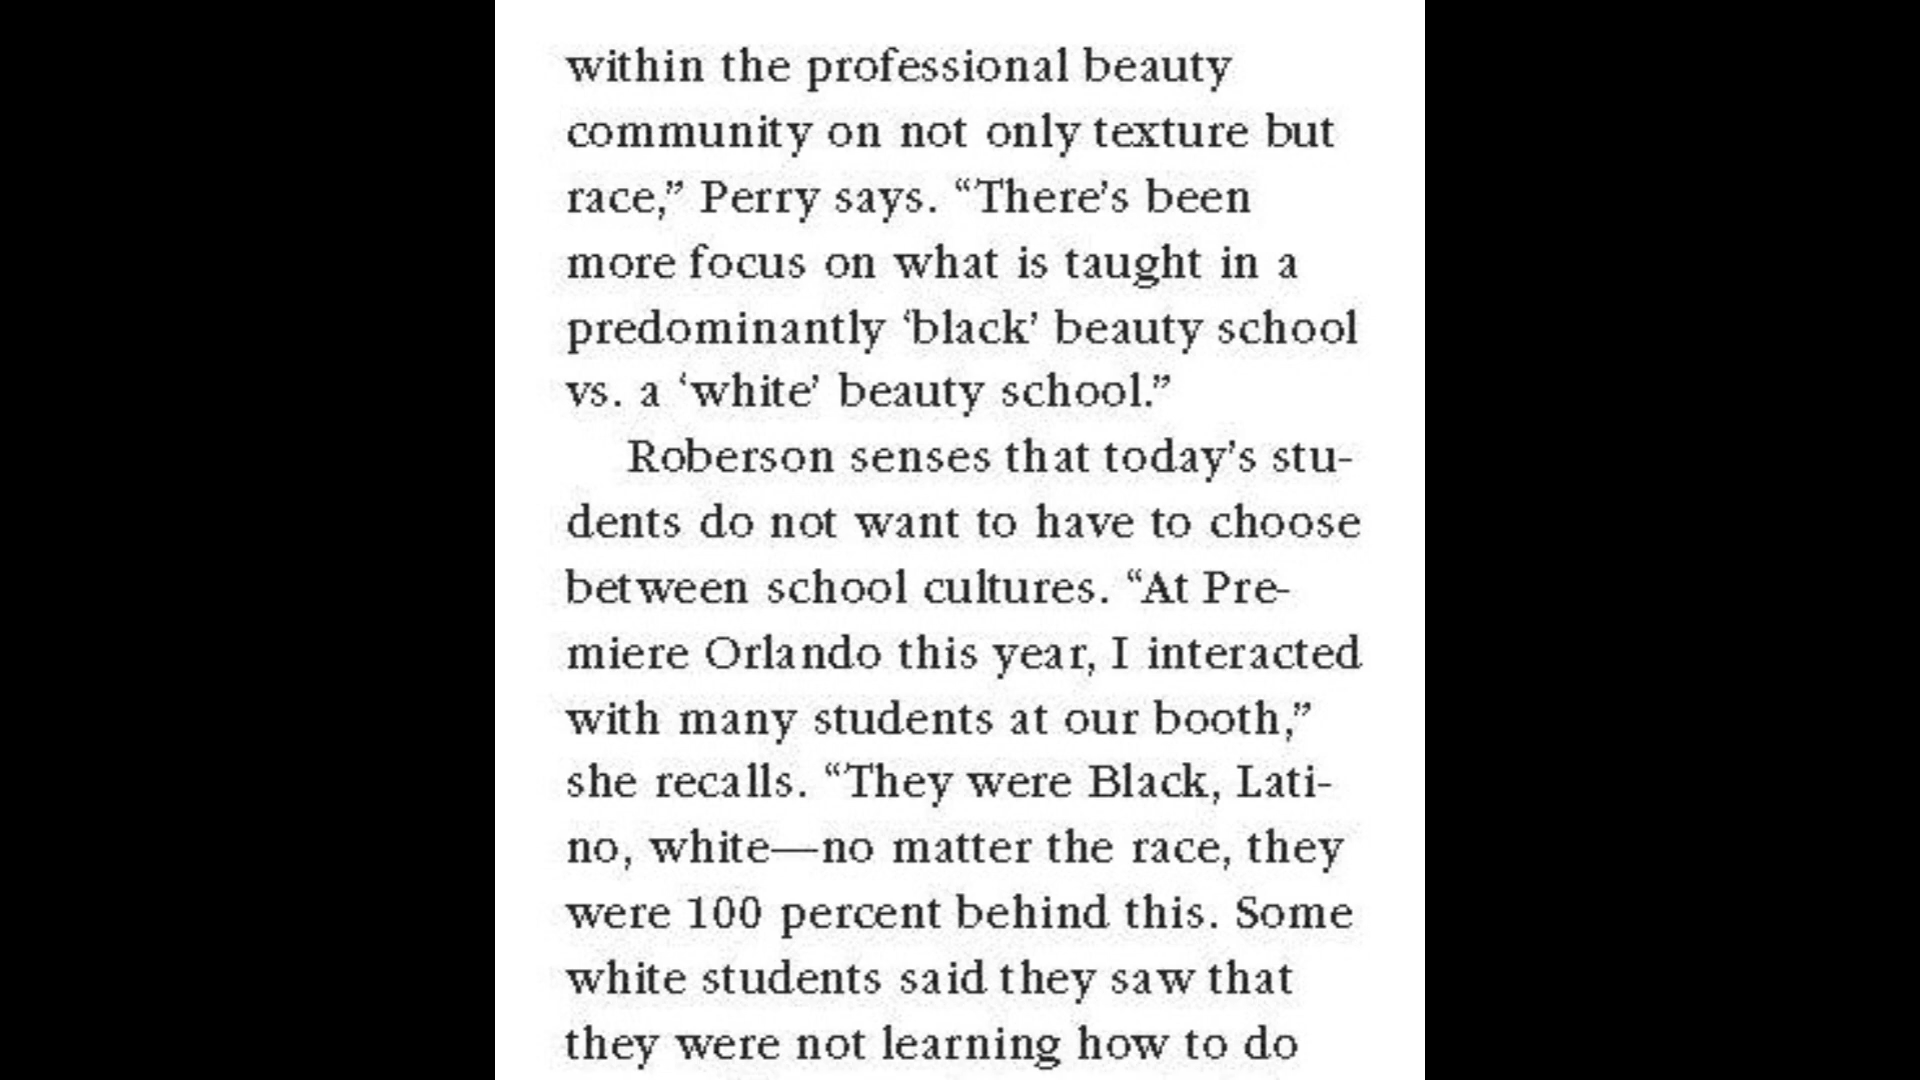 within the professional beauty
community on not only texture but
race,” Perry says. “There’s been
more focus on what is taught in a
predominantly ‘black’ beauty school
vs. a ‘white’ beauty school.”
Roberson senses that today’s stu-
dents do not want to have to choose
between school cultures. “At Pre-
miere Orlando this year, I interacted
with many students at our booth,”
she recalls. “They were Black, Lati-
no, white—no matter the race, they
were 100 percent behind this. Some
white students said they saw that
they were not learning how to do